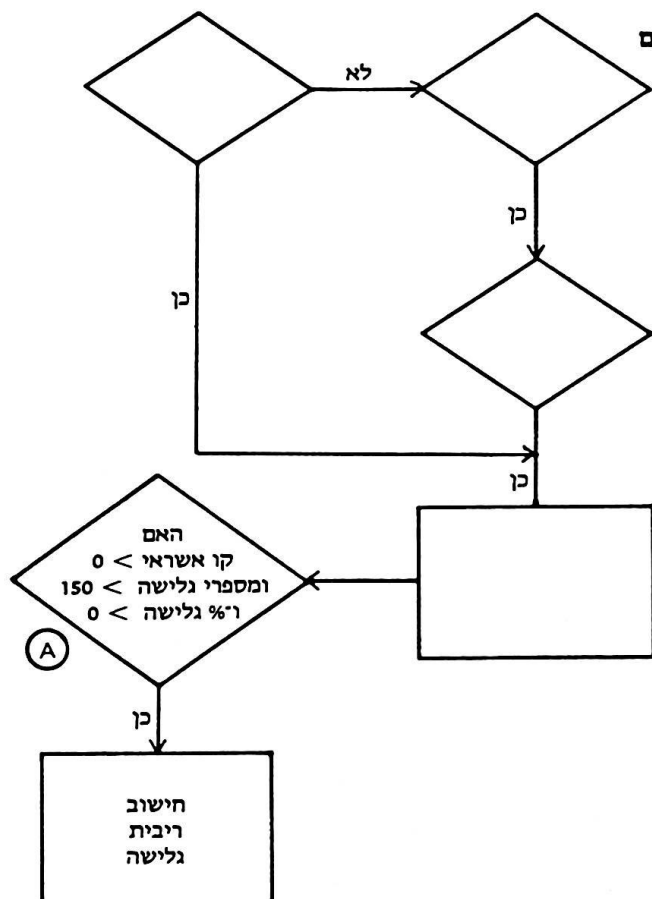 ם
לא
כן
כן
כן
האם
קו אשראי > 0
ומספרי גלישה > 150
ו־% גלישה > 0
A
כן
חישוב
ריבית
גלישה